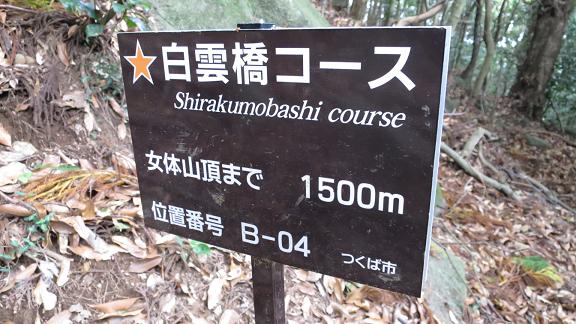 ★白雲橋コース
Shirakumobashi course
女体山頂まで 1500m
位置番号 B-04 つくば市